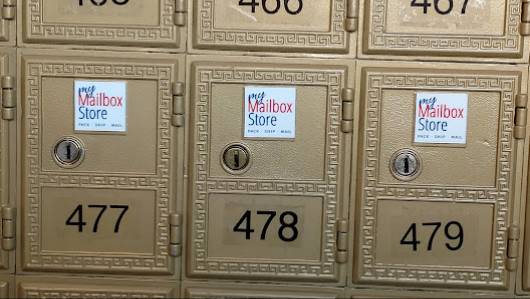 466
467
my
Mailbox
Store
PACK · SHIP · MAIL
my
Mailbox
Store
PACK · SHIP · MAIL
my
Mailbox
Store
PACK · SHIP · MAIL
477
478
479